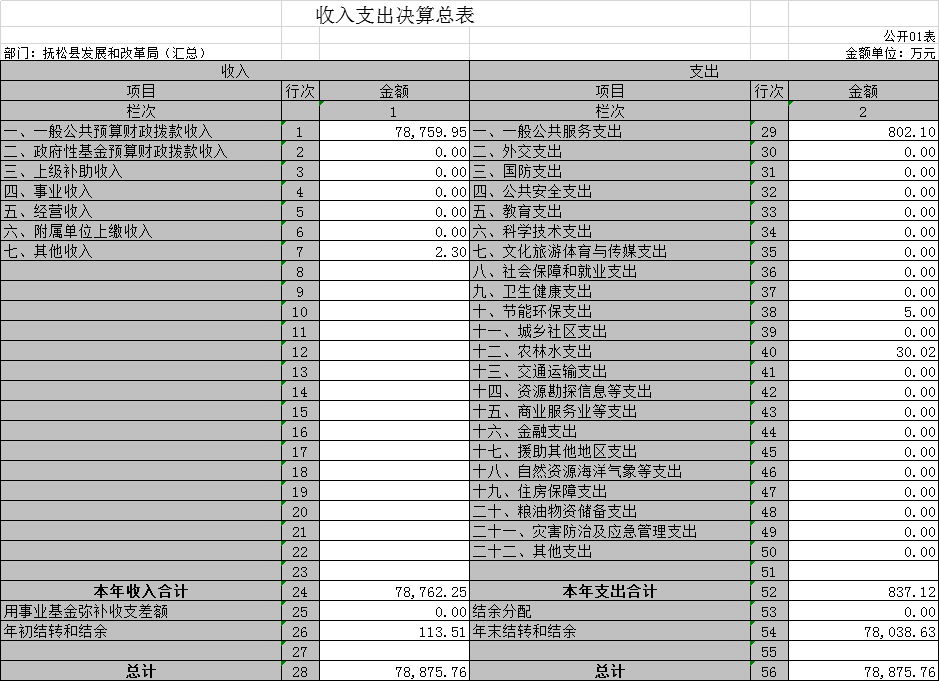 收入支出决算总表
公开01表
部门：抚松县发展和改革局（汇总） 金额单位：万元
收入 支出
项目 行次 金额 项目 行次 金额
栏次 1 栏次 2
一、一般公共预算财政拨款收入 1 78,759.95 一、一般公共服务支出 29 802.10
二、政府性基金预算财政拨款收入 2 0.00 二、外交支出 30 0.00
三、上级补助收入 3 0.00 三、国防支出 31 0.00
四、事业收入 4 0.00 四、公共安全支出 32 0.00
五、经营收入 5 0.00 五、教育支出 33 0.00
六、附属单位上缴收入 6 0.00 六、科学技术支出 34 0.00
七、其他收入 7 2.30 七、文化旅游体育与传媒支出 35 0.00
8 八、社会保障和就业支出 36 0.00
9 九、卫生健康支出 37 0.00
10 十、节能环保支出 38 5.00
11 十一、城乡社区支出 39 0.00
12 十二、农林水支出 40 30.02
13 十三、交通运输支出 41 0.00
14 十四、资源勘探信息等支出 42 0.00
15 十五、商业服务业等支出 43 0.00
16 十六、金融支出 44 0.00
17 十七、援助其他地区支出 45 0.00
18 十八、自然资源海洋气象等支出 46 0.00
19 十九、住房保障支出 47 0.00
20 二十、粮油物资储备支出 48 0.00
21 二十一、灾害防治及应急管理支出 49 0.00
22 二十二、其他支出 50 0.00
23 51
本年收入合计 24 78,762.25 本年支出合计 52 837.12
用事业基金弥补收支差额 25 0.00 结余分配 53 0.00
年初结转和结余 26 113.51 年末结转和结余 54 78,038.63
27 55
总计 28 78,875.76 总计 56 78,875.76